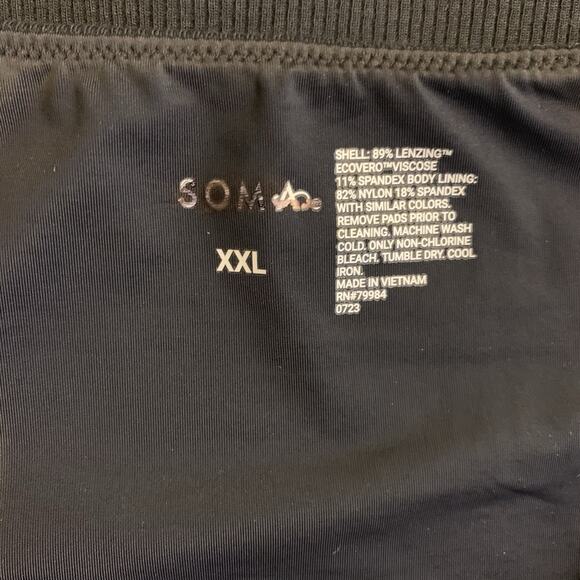 SOMA
XXL
SHELL: 89% LENZING™
ECOVERO™VISCOSE
11% SPANDEX BODY LINING:
82% NYLON 18% SPANDEX
WITH SIMILAR COLORS.
REMOVE PADS PRIOR TO
CLEANING. MACHINE WASH
COLD. ONLY NON-CHLORINE
BLEACH. TUMBLE DRY. COOL
IRON.
MADE IN VIETNAM
RN#79984
0723